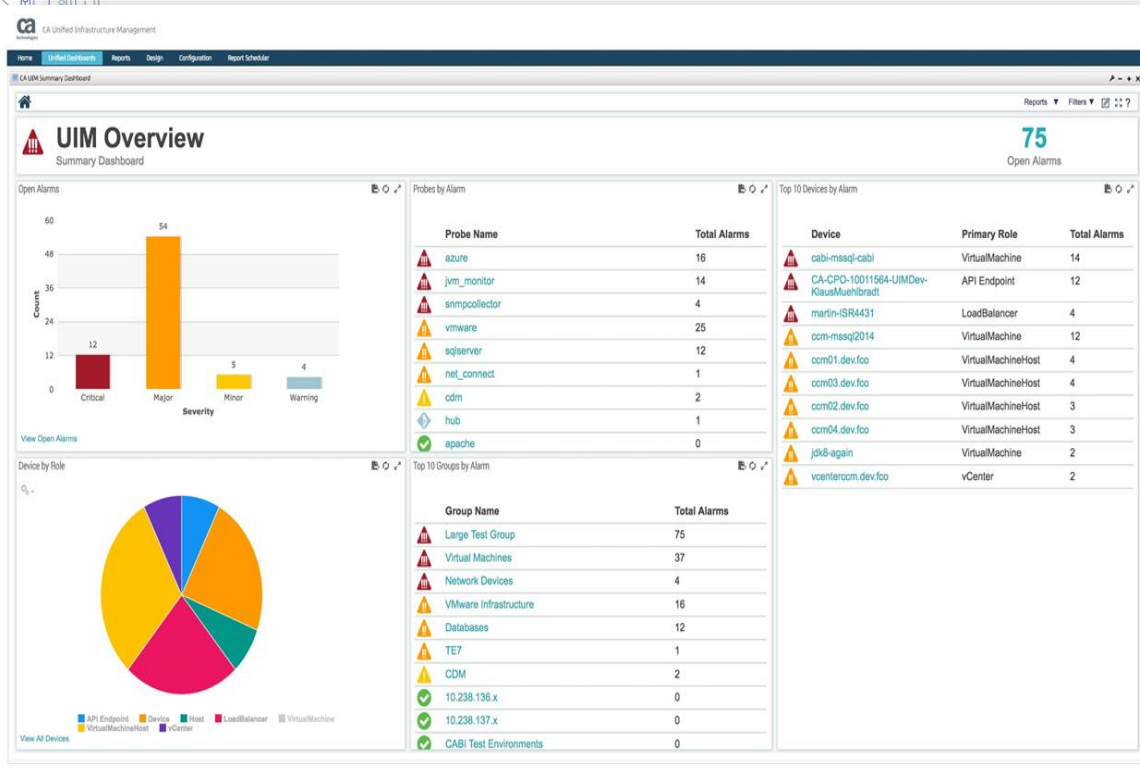 ca
technologies
CA Unified Infrastructure Management
Home Unified Dashboards Reports Design Configuration Report Scheduler
CA UIM Summary Dashboard
Reports Filters ?
UIM Overview
Summary Dashboard
75
Open Alarms
Open Alarms
60
48
36
24
12
0
Count
54
12
5
4
Critical Major Minor Warning
Severity
View Open Alarms
Probes by Alarm
Probe Name Total Alarms
azure 16
jvm_monitor 14
snmpcollector 4
vmware 25
sqlserver 12
net_connect 1
cdm 2
hub 1
apache 0
Top 10 Devices by Alarm
Device Primary Role Total Alarms
cabi-mssql-cabi VirtualMachine 14
CA-CPO-10011564-UIMDev-
KlausMuehlbradt API Endpoint 12
martin-ISR4431 LoadBalancer 4
ccm-mssql2014 VirtualMachine 12
ccm01.dev.fco VirtualMachineHost 4
ccm03.dev.fco VirtualMachineHost 4
ccm02.dev.fco VirtualMachineHost 3
ccm04.dev.fco VirtualMachineHost 3
jdk8-again VirtualMachine 2
vcenterccm.dev.fco vCenter 2
Device by Role
API Endpoint Device Host LoadBalancer VirtualMachine
VirtualMachineHost vCenter
View All Devices
Top 10 Groups by Alarm
Group Name Total Alarms
Large Test Group 75
Virtual Machines 37
Network Devices 4
VMware Infrastructure 16
Databases 12
TE7 1
CDM 2
10.238.136.x 0
10.238.137.x 0
CABI Test Environments 0